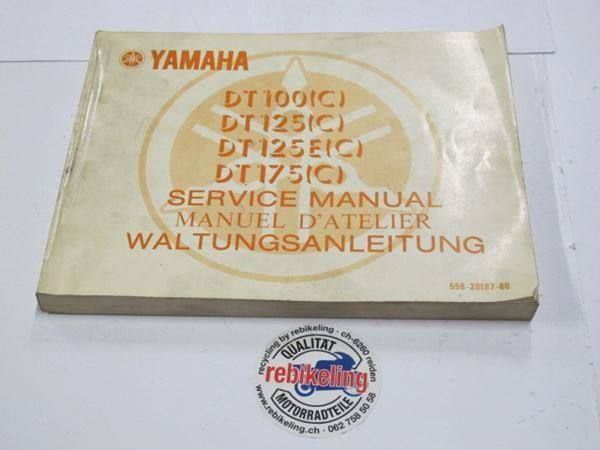 YAMAHA
DT100(C)
DT125(C)
DT125E(C)
DT175(C)
SERVICE MANUAL
MANUEL D'ATELIER
WALTUNGSANLEITUNG
558-28197-80
recycling by rebikeling - ch-6260 reiden
QUALITÄT
rebikeling
MOTORRADTEILE
www.rebikeling.ch - 062 758 50 58